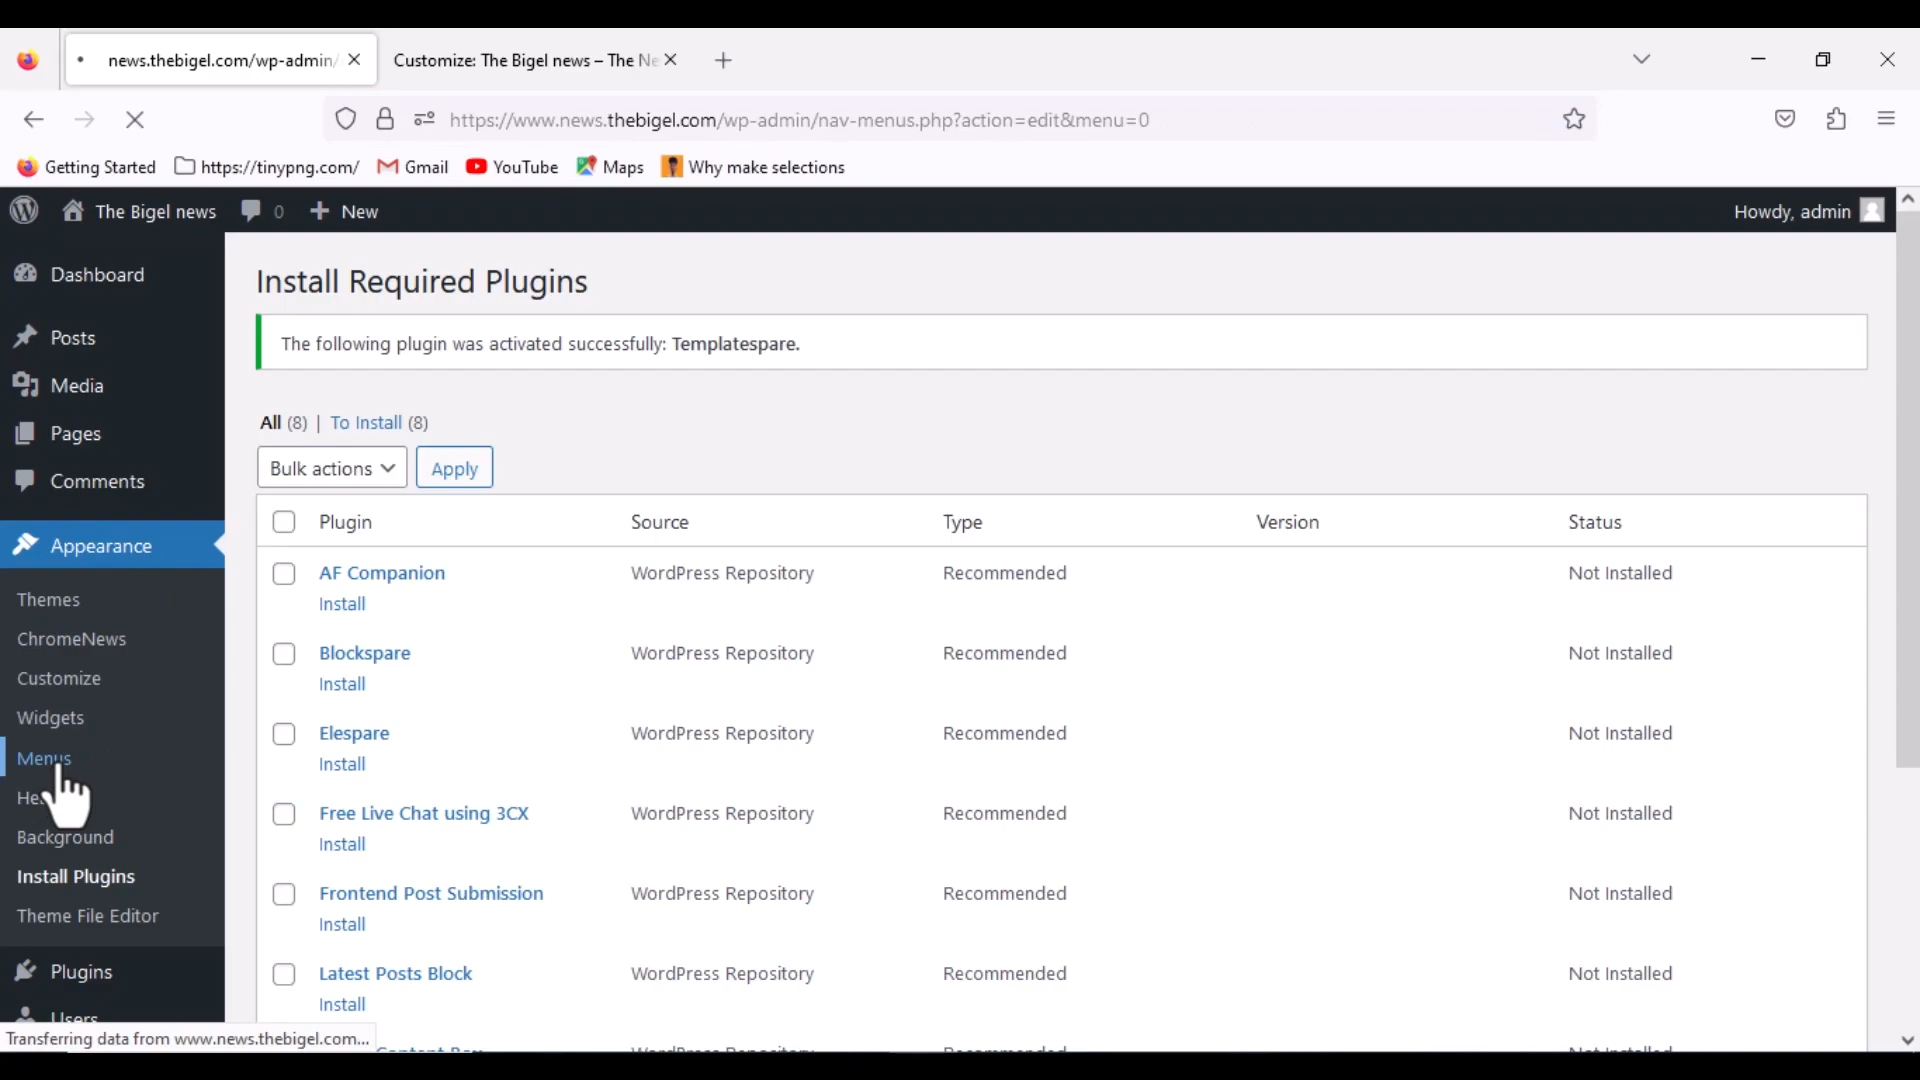 news.thebigel.com/wp-admin/
Customize: The Bigel news – The Ne
https://www.news.thebigel.com/wp-admin/nav-menus.php?action=edit&menu=0
Getting Started
https://tinypng.com/
Gmail
YouTube
Maps
Why make selections
The Bigel news
0
New
Howdy, admin
Dashboard
Posts
Media
Pages
Comments
Appearance
Themes
ChromeNews
Customize
Widgets
Menus
Background
Install Plugins
Theme File Editor
Plugins
Users
Transferring data from www.news.thebigel.com...
Install Required Plugins
The following plugin was activated successfully: Templatespare.
All (8) | To Install (8)
Bulk actions
Apply
Plugin Source Type Version Status
AF Companion WordPress Repository Recommended Not Installed
Install
Blockspare WordPress Repository Recommended Not Installed
Install
Elespare WordPress Repository Recommended Not Installed
Install
Free Live Chat using 3CX WordPress Repository Recommended Not Installed
Install
Frontend Post Submission WordPress Repository Recommended Not Installed
Install
Latest Posts Block WordPress Repository Recommended Not Installed
Install